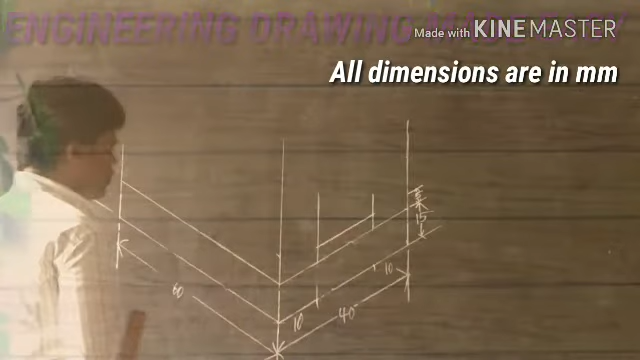 ENGINEERING DRAWING MADE EASY
Made with KINEMASTER
All dimensions are in mm
15
60
10
10
40